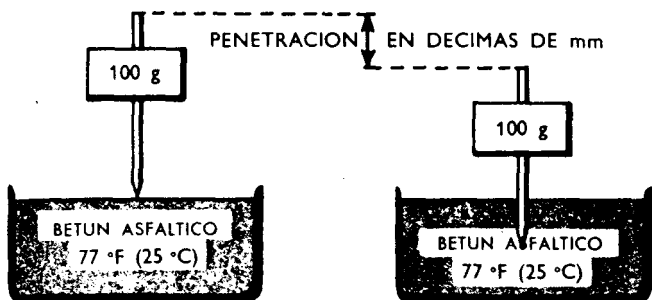 PENETRACION EN DECIMAS DE mm
100 g
100 g
BETUN ASFALTICO
77 °F (25 °C)
BETUN ASFALTICO
77 °F (25 °C)